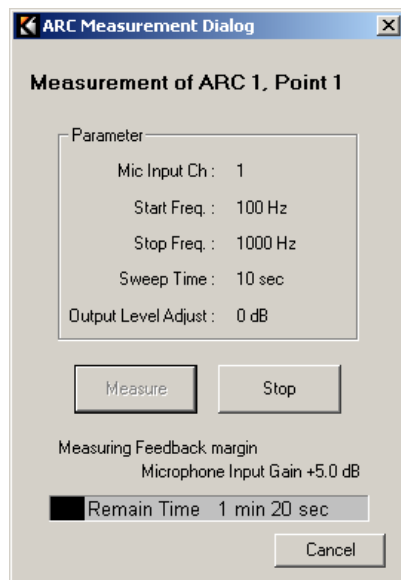 ARC Measurement Dialog
Measurement of ARC 1, Point 1
Parameter
Mic Input Ch : 1
Start Freq. : 100 Hz
Stop Freq. : 1000 Hz
Sweep Time : 10 sec
Output Level Adjust : 0 dB
Measure Stop
Measuring Feedback margin
Microphone Input Gain +5.0 dB
Remain Time 1 min 20 sec
Cancel